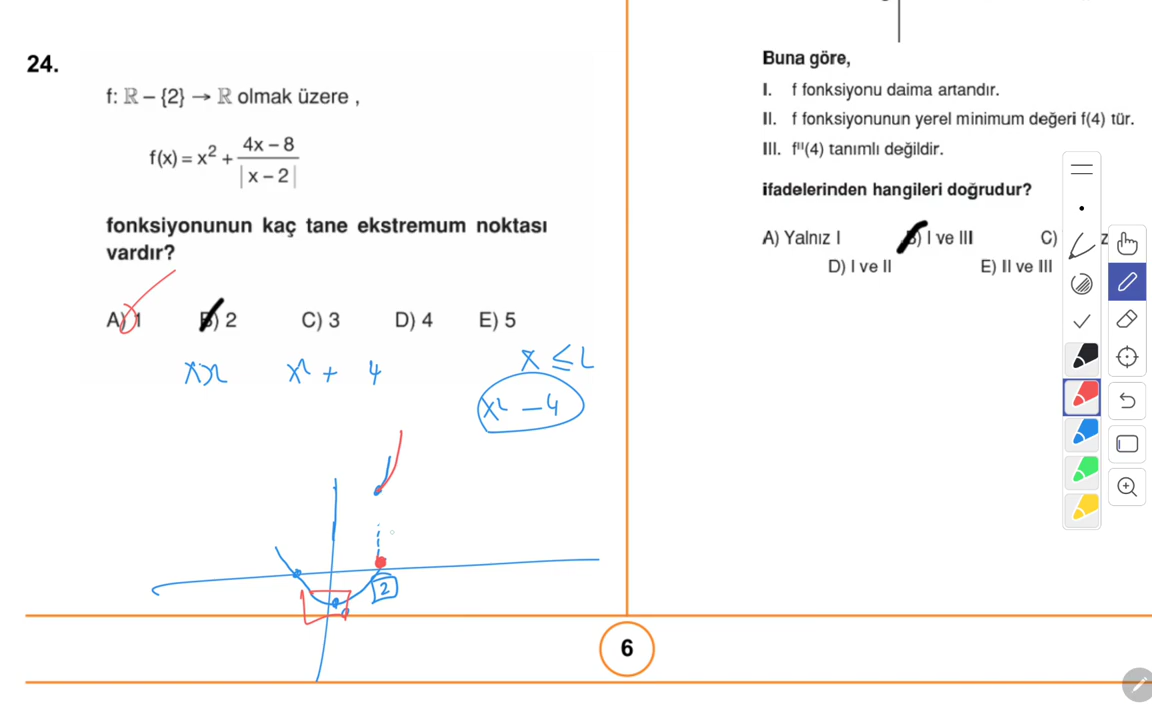 24.
f: ℝ – {2} → ℝ olmak üzere ,
f(x) = x² + (4x – 8) / |x – 2|
fonksiyonunun kaç tane ekstremum noktası
vardır?
A) 1 B) 2 C) 3 D) 4 E) 5
x² + 4
x ≤ 2
x² – 4
2
Buna göre,
I. f fonksiyonu daima artandır.
II. f fonksiyonunun yerel minimum değeri f(4) tür.
III. fᴵᴵ(4) tanımlı değildir.
ifadelerinden hangileri doğrudur?
A) Yalnız I B) I ve III C) z
D) I ve II E) II ve III
6